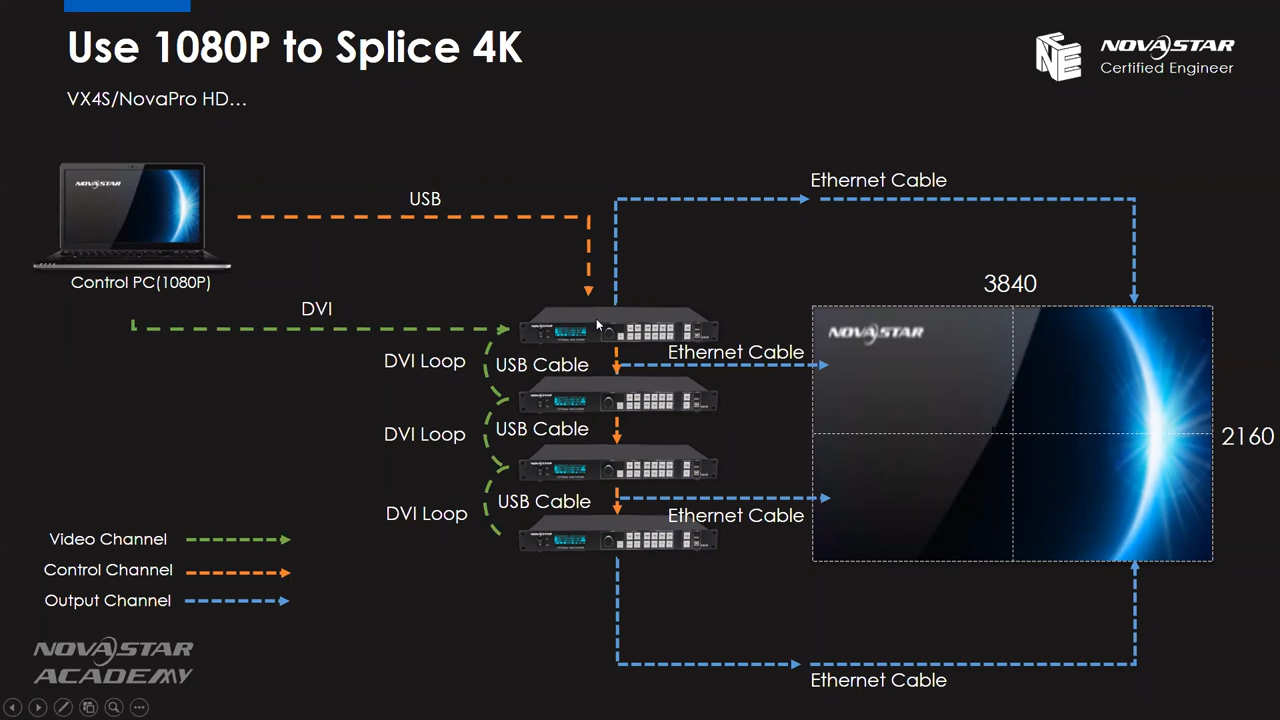 Use 1080P to Splice 4K
NOVASTAR
Certified Engineer
VX4S/NovaPro HD...
NOVASTAR
Control PC(1080P)
USB
Ethernet Cable
DVI
3840
DVI Loop
USB Cable
Ethernet Cable
NOVASTAR
DVI Loop
USB Cable
2160
DVI Loop
USB Cable
Ethernet Cable
Video Channel
Control Channel
Output Channel
NOVASTAR
ACADEMY
Ethernet Cable